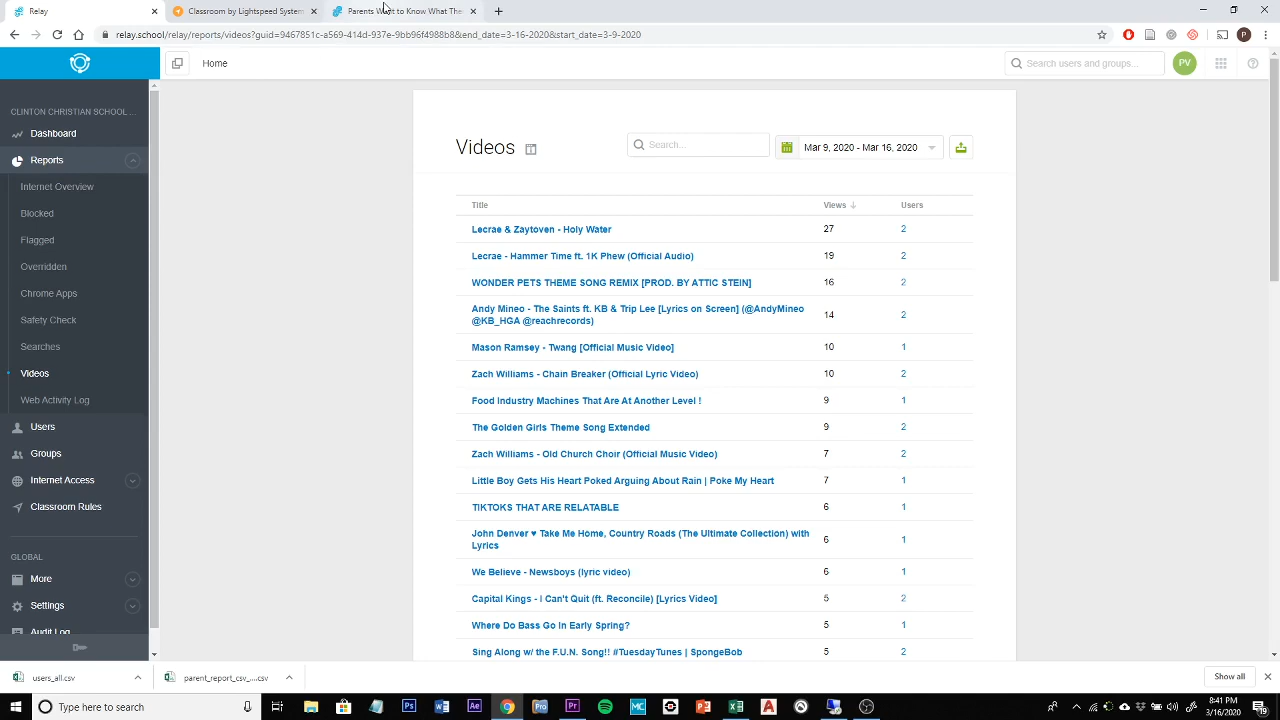 Relay
Classroom by Lightspeed System
Parents Want to Know What The
relay.school/relay/reports/videos?guid=9467851c-a569-414d-937e-9bb96f4988b8&end_date=3-16-2020&start_date=3-9-2020
P
Home
Search users and groups...
PV
CLINTON CHRISTIAN SCHOOL ...
Dashboard
Reports
Internet Overview
Blocked
Flagged
Overridden
Chrome Apps
Safety Check
Searches
Videos
Web Activity Log
Users
Groups
Internet Access
Classroom Rules
GLOBAL
More
Settings
Audit Log
Videos
Search...
Mar 9, 2020 - Mar 16, 2020
Title Views Users
Lecrae & Zaytoven - Holy Water 27 2
Lecrae - Hammer Time ft. 1K Phew (Official Audio) 19 2
WONDER PETS THEME SONG REMIX [PROD. BY ATTIC STEIN] 16 2
Andy Mineo - The Saints ft. KB & Trip Lee [Lyrics on Screen] (@AndyMineo
@KB_HGA @reachrecords) 14 2
Mason Ramsey - Twang [Official Music Video] 10 1
Zach Williams - Chain Breaker (Official Lyric Video) 10 2
Food Industry Machines That Are At Another Level ! 9 1
The Golden Girls Theme Song Extended 9 2
Zach Williams - Old Church Choir (Official Music Video) 7 2
Little Boy Gets His Heart Poked Arguing About Rain | Poke My Heart 7 1
TIKTOKS THAT ARE RELATABLE 6 1
John Denver ♥ Take Me Home, Country Roads (The Ultimate Collection) with
Lyrics 6 1
We Believe - Newsboys (lyric video) 6 1
Capital Kings - I Can't Quit (ft. Reconcile) [Lyrics Video] 5 2
Where Do Bass Go In Early Spring? 5 1
Sing Along w/ the F.U.N. Song!! #TuesdayTunes | SpongeBob 5 2
users_all.csv
parent_report_csv_...csv
Show all
Type here to search
8:41 PM
3/16/2020